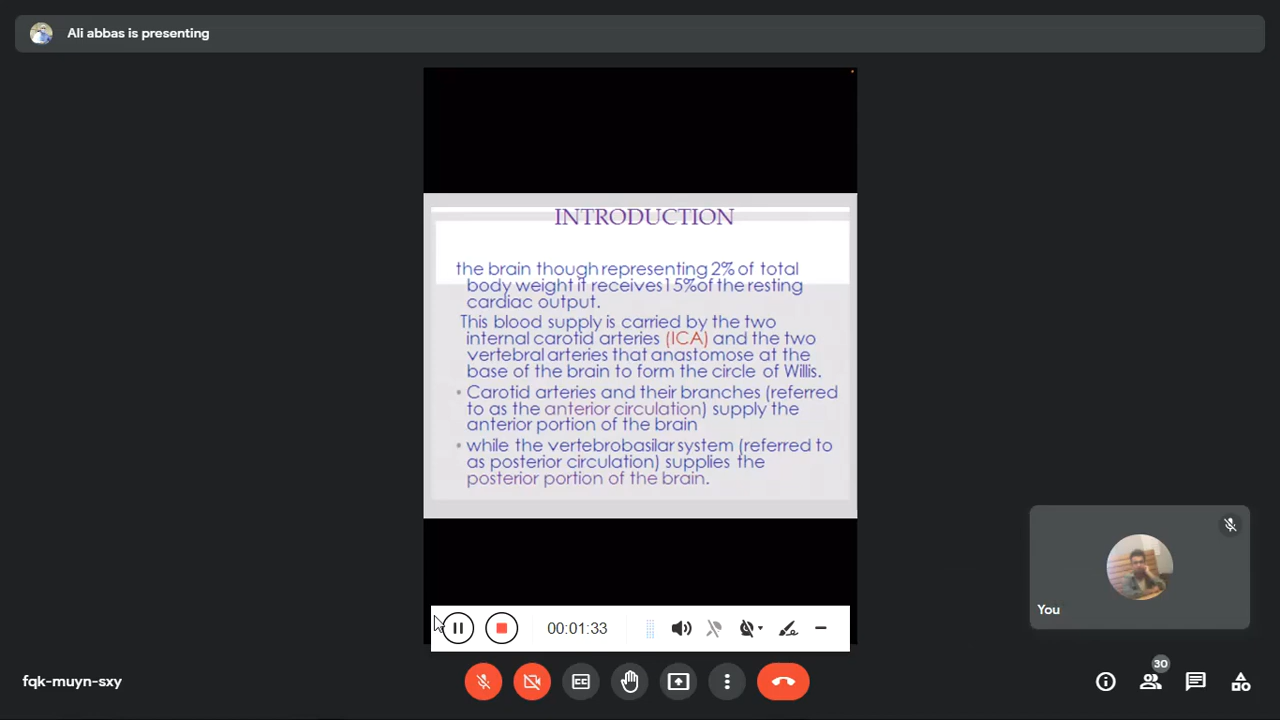 Ali abbas is presenting
INTRODUCTION
the brain though representing 2% of total
body weight it receives15%of the resting
cardiac output.
This blood supply is carried by the two
internal carotid arteries (ICA) and the two
vertebral arteries that anastomose at the
base of the brain to form the circle of Willis.
• Carotid arteries and their branches (referred
to as the anterior circulation) supply the
anterior portion of the brain
• while the vertebrobasilar system (referred to
as posterior circulation) supplies the
posterior portion of the brain.
You
00:01:33
fqk-muyn-sxy
30